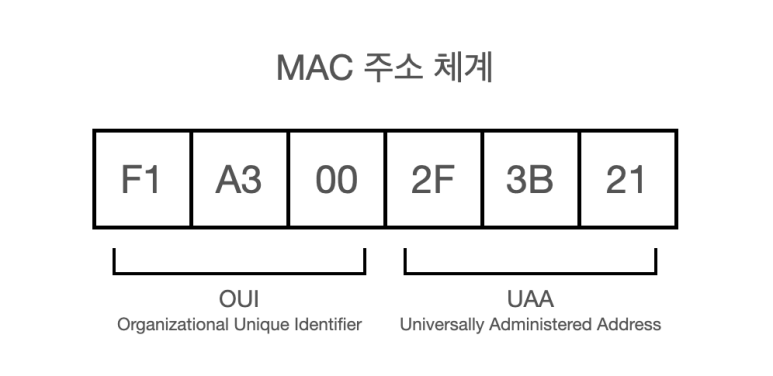 MAC 주소 체계
F1 A3 00 2F 3B 21
OUI
Organizational Unique Identifier
UAA
Universally Administered Address